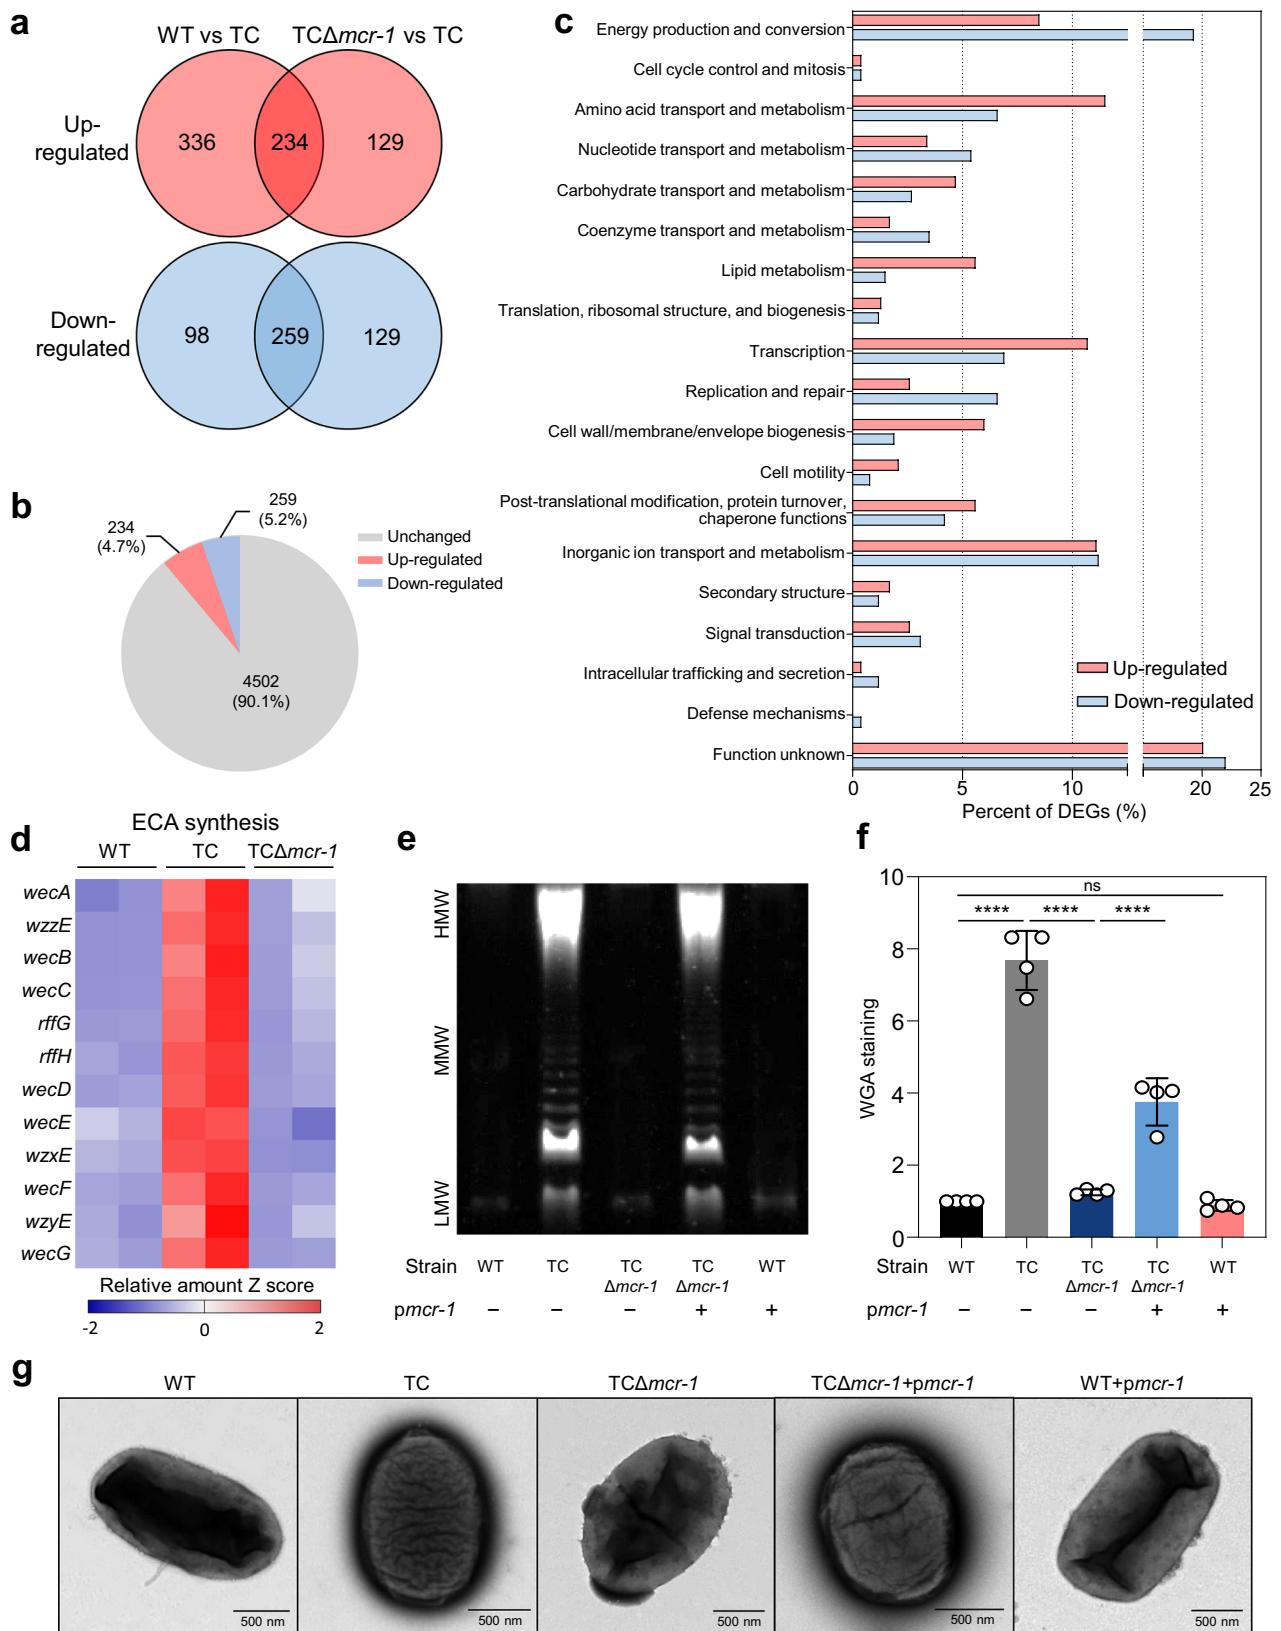 a
WT vs TC
TCΔmcr-1 vs TC
Up-
regulated
336
234
129
Down-
regulated
98
259
129
b
234
(4.7%)
259
(5.2%)
4502
(90.1%)
Unchanged
Up-regulated
Down-regulated
c
Energy production and conversion
Cell cycle control and mitosis
Amino acid transport and metabolism
Nucleotide transport and metabolism
Carbohydrate transport and metabolism
Coenzyme transport and metabolism
Lipid metabolism
Translation, ribosomal structure, and biogenesis
Transcription
Replication and repair
Cell wall/membrane/envelope biogenesis
Cell motility
Post-translational modification, protein turnover,
chaperone functions
Inorganic ion transport and metabolism
Secondary structure
Signal transduction
Intracellular trafficking and secretion
Defense mechanisms
Function unknown
Up-regulated
Down-regulated
0 5 10 20 25
Percent of DEGs (%)
d
ECA synthesis
WT TC TCΔmcr-1
wecA
wzzE
wecB
wecC
rffG
rffH
wecD
wecE
wzxE
wecF
wzyE
wecG
Relative amount Z score
-2 0 2
e
HMW
MMW
LMW
Strain WT TC TC Δmcr-1 TC Δmcr-1 WT
pmcr-1 − − − + +
f
WGA staining
10
8
6
4
2
0
ns
**** **** ****
Strain WT TC TC Δmcr-1 TC Δmcr-1 WT
pmcr-1 − − − + +
g
WT TC TCΔmcr-1 TCΔmcr-1+pmcr-1 WT+pmcr-1
500 nm 500 nm 500 nm 500 nm 500 nm